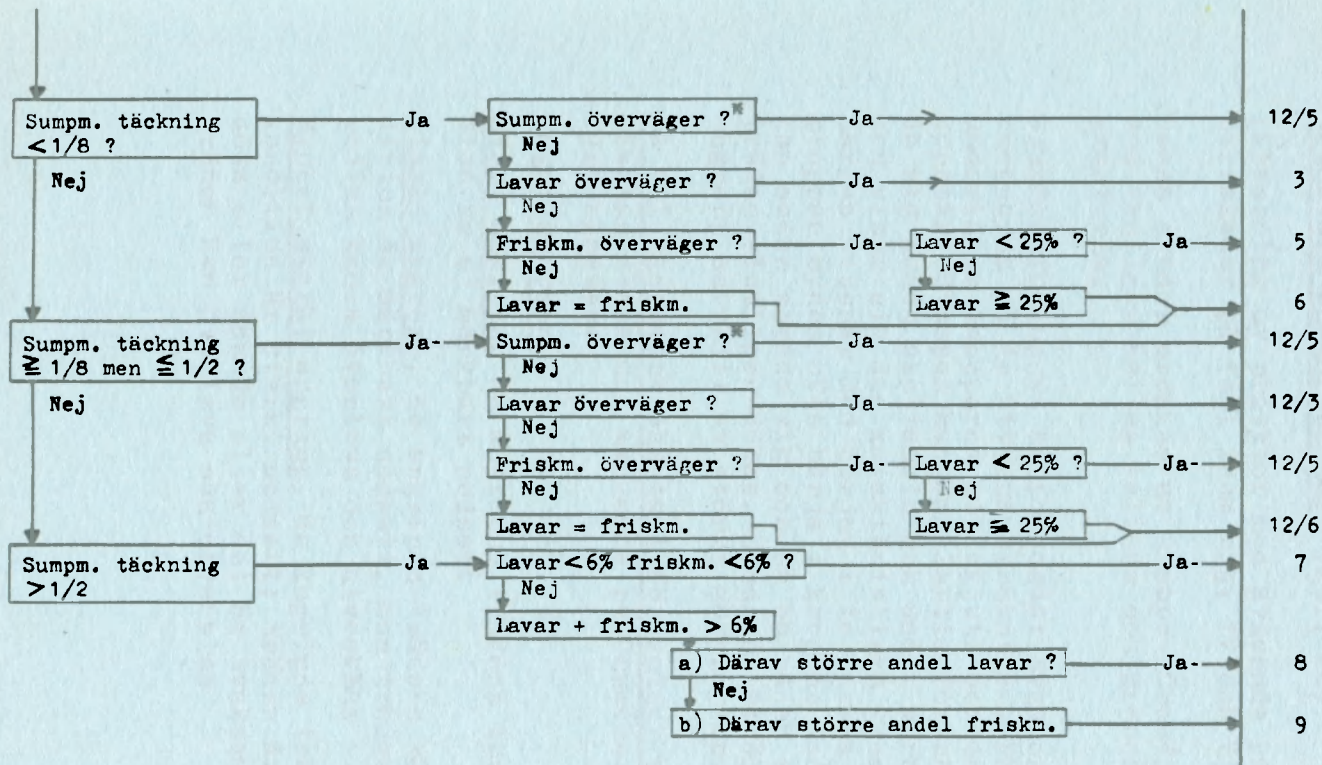 Sumpm. täckning
< 1/8 ?
Ja
Sumpm. överväger ?*
Ja
12/5
Nej
Nej
Lavar överväger ?
Ja
3
Nej
Friskm. överväger ?
Ja-
Lavar < 25% ?
Ja
5
Nej
Nej
Lavar = friskm.
Lavar ≧ 25%
6
Sumpm. täckning
≧ 1/8 men ≦ 1/2 ?
Ja-
Sumpm. överväger ?*
Ja
12/5
Nej
Nej
Lavar överväger ?
Ja
12/3
Nej
Friskm. överväger ?
Ja-
Lavar < 25% ?
Ja-
12/5
Nej
Nej
Lavar = friskm.
Lavar ≦ 25%
12/6
Sumpm. täckning
> 1/2
Ja
Lavar < 6% friskm. < 6% ?
Ja-
7
Nej
Lavar + friskm. > 6%
a) Därav större andel lavar ?
Ja-
8
Nej
b) Därav större andel friskm.
9